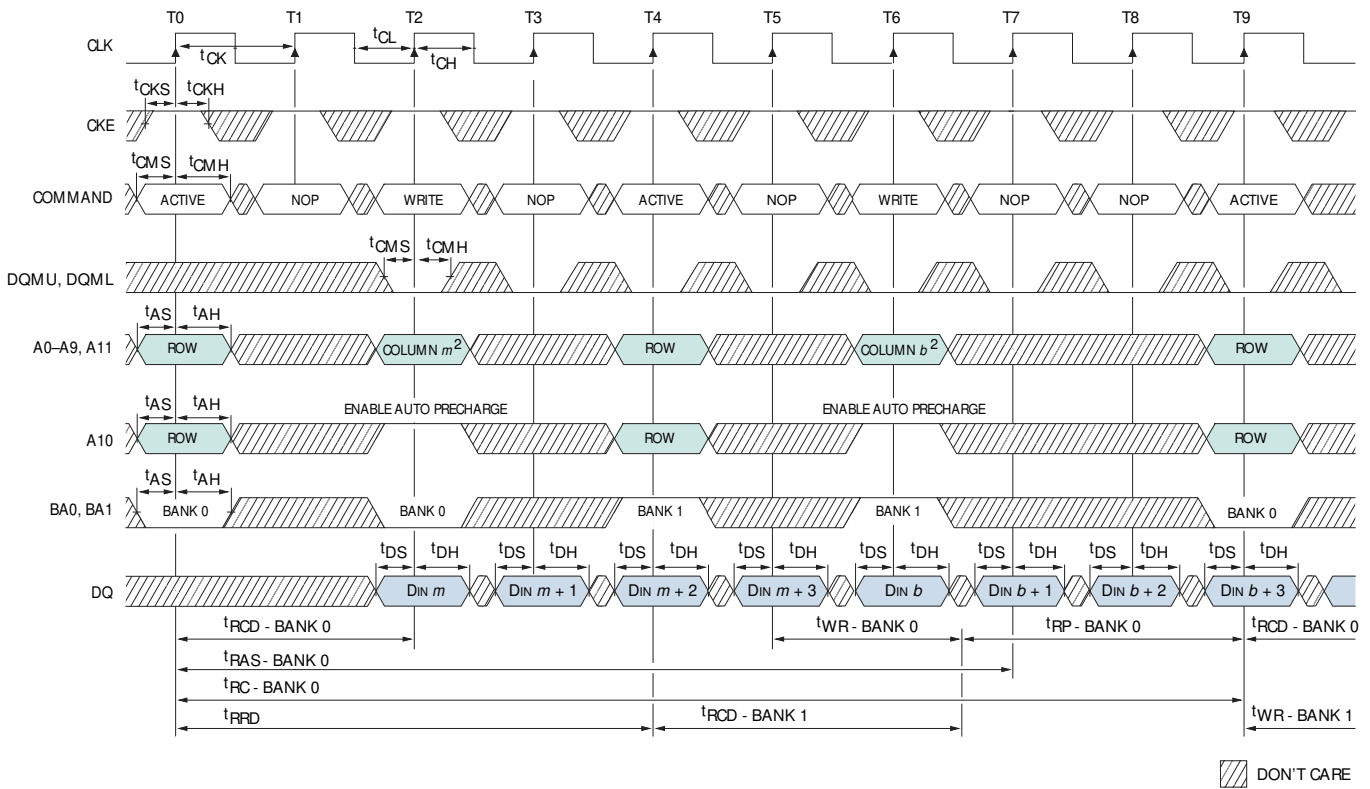 T0 T1 T2 T3 T4 T5 T6 T7 T8 T9
CLK
tCK tCL tCH
tCKS tCKH
CKE
tCMS tCMH
COMMAND ACTIVE NOP WRITE NOP ACTIVE NOP WRITE NOP NOP ACTIVE
tCMS tCMH
DQMU, DQML
tAS tAH
A0–A9, A11 ROW COLUMN m2 ROW COLUMN b2 ROW
tAS tAH ENABLE AUTO PRECHARGE ENABLE AUTO PRECHARGE
A10 ROW ROW ROW
tAS tAH
BA0, BA1 BANK 0 BANK 0 BANK 1 BANK 1 BANK 0
tDS tDH tDS tDH tDS tDH tDS tDH tDS tDH tDS tDH tDS tDH tDS tDH
DQ DIN m DIN m + 1 DIN m + 2 DIN m + 3 DIN b DIN b + 1 DIN b + 2 DIN b + 3
tRCD - BANK 0 tWR - BANK 0 tRP - BANK 0 tRCD - BANK 0
tRAS - BANK 0
tRC - BANK 0
tRRD tRCD - BANK 1 tWR - BANK 1
DON'T CARE